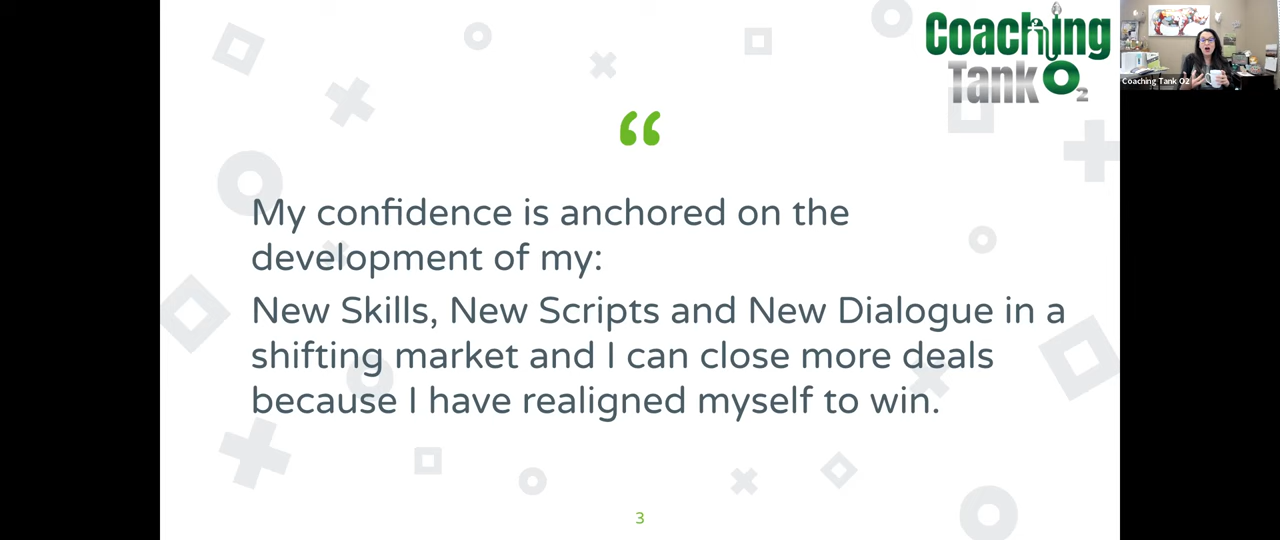 Coaching
Tank O2
Coaching Tank O2
“
My confidence is anchored on the
development of my:
New Skills, New Scripts and New Dialogue in a
shifting market and I can close more deals
because I have realigned myself to win.
3